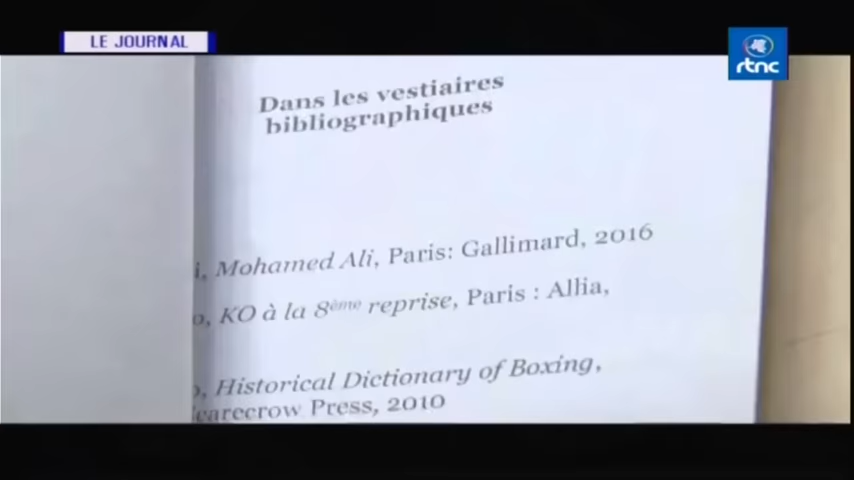 LE JOURNAL
rtnc
Dans les vestiaires
bibliographiques
i, Mohamed Ali, Paris: Gallimard, 2016
o, KO à la 8ème reprise, Paris : Allia,
o, Historical Dictionary of Boxing,
carecrow Press, 2010